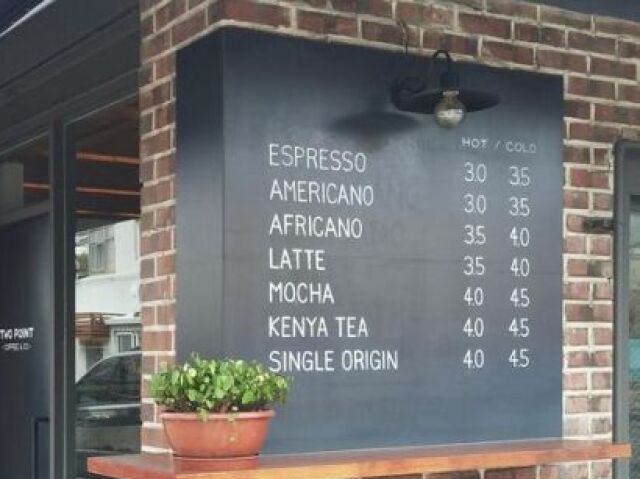 HOT / COLD
ESPRESSO 3.0 3.5
AMERICANO 3.0 3.5
AFRICANO 3.5 4.0
LATTE 3.5 4.0
MOCHA 4.0 4.5
KENYA TEA 4.0 4.5
SINGLE ORIGIN 4.0 4.5
TWO POINT